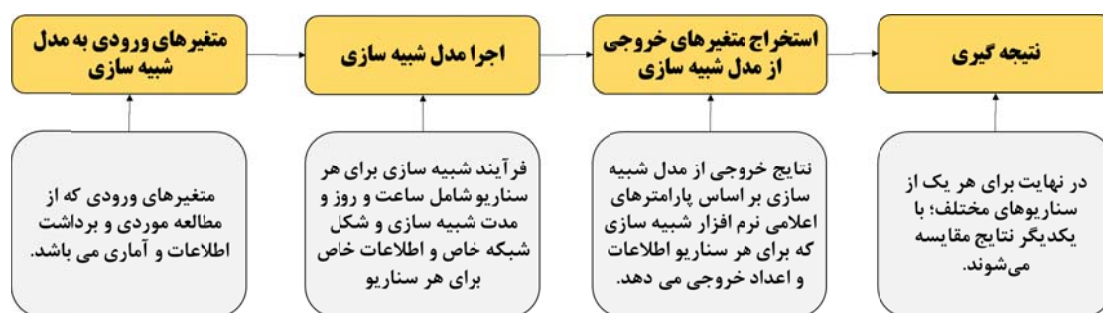 متغیرهای ورودی به مدل
شبیه سازی
اجرا مدل شبیه سازی
استخراج متغیرهای خروجی
از مدل شبیه سازی
نتیجه گیری
متغیرهای ورودی که از
مطالعه موردی و برداشت
اطلاعات و آماری می باشد.
فرآیند شبیه سازی برای هر
سناریو شامل ساعت و روز و
مدت شبیه سازی و شکل
شبکه خاص و اطلاعات خاص
برای هر سناریو
نتایج خروجی از مدل شبیه
سازی بر اساس پارامترهای
اعلامی نرم افزار شبیه سازی
که برای هر سناریو اطلاعات
و اعداد خروجی می دهد.
در نهایت برای هر یک از
سناریوهای مختلف؛ با
یکدیگر نتایج مقایسه
می‌شوند.